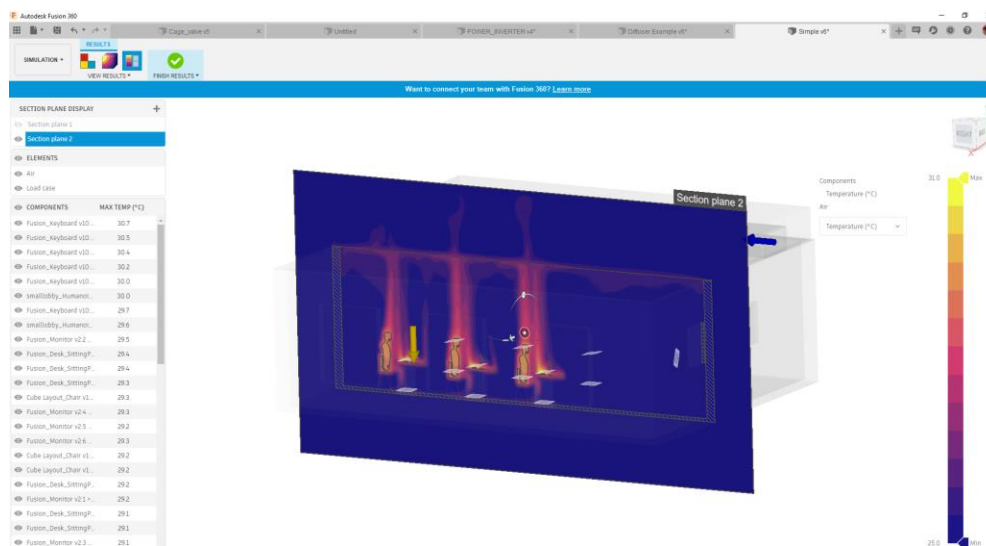 Autodesk Fusion 360
Cage_valve v5
Untitled
POWER_INVERTER v4*
Diffuser Example v6*
Simple v6*
RESULTS
SIMULATION
VIEW RESULTS
FINISH RESULTS
Want to connect your team with Fusion 360? Learn more
SECTION PLANE DISPLAY
Section plane 1
Section plane 2
ELEMENTS
Air
Load case
COMPONENTS MAX TEMP (°C)
Fusion_Keyboard v10... 30.7
Fusion_Keyboard v10... 30.5
Fusion_Keyboard v10... 30.4
Fusion_Keyboard v10... 30.2
Fusion_Keyboard v10... 30.0
smalllobby_Humanoi... 30.0
Fusion_Keyboard v10... 29.7
smalllobby_Humanoi... 29.6
Fusion_Monitor v2:2 ... 29.5
Fusion_Desk_SittingP... 29.4
Fusion_Desk_SittingP... 29.4
Fusion_Desk_SittingP... 29.3
Cube Layout_Chair v1... 29.3
Fusion_Monitor v2:4 ... 29.3
Fusion_Monitor v2:5 ... 29.2
Fusion_Monitor v2:6 ... 29.3
Cube Layout_Chair v1... 29.2
Cube Layout_Chair v1... 29.2
Fusion_Desk_SittingP... 29.2
Fusion_Monitor v2:1 >... 29.2
Fusion_Desk_SittingP... 29.1
Fusion_Desk_SittingP... 29.1
Fusion_Monitor v2:3 ... 29.1
Section plane 2
RIGHT
X
Components
Temperature (°C)
Air
Temperature (°C)
31.0 Max
25.0 Min